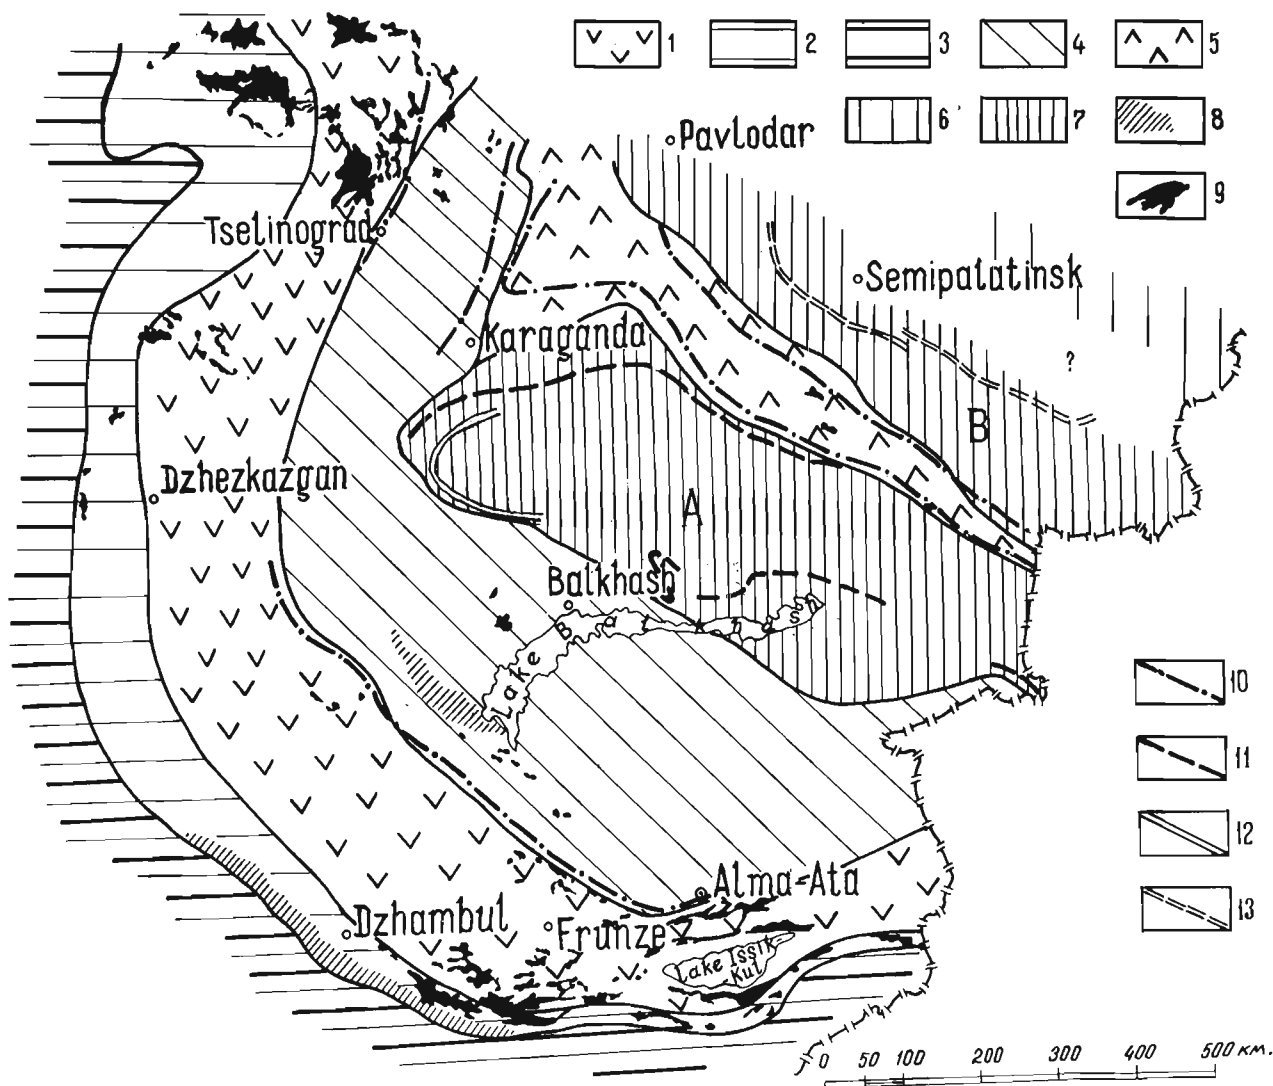 1
2
3
4
5
6
7
8
9
Pavlodar
Tselinograd
Semipalatinsk
Karaganda
?
B
Dzhezkazgan
A
Balkhash
Lake Balkhash
10
11
12
13
Alma-Ata
Dzhambul
Frunze
Lake Issik-
Kul
0 50 100 200 300 400 500 км.